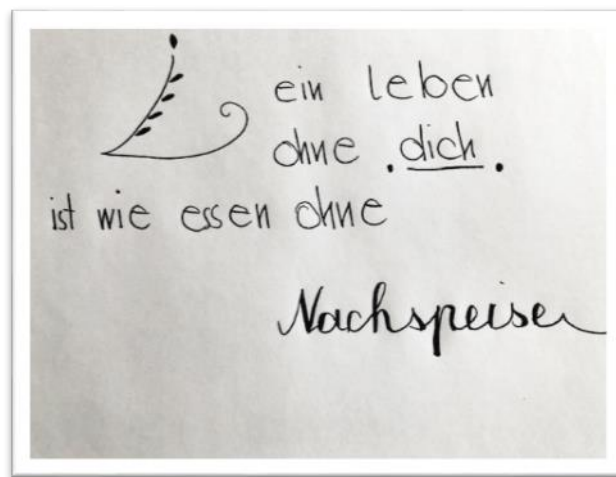 ein leben
ohne . dich .
ist wie essen ohne
Nachspeise